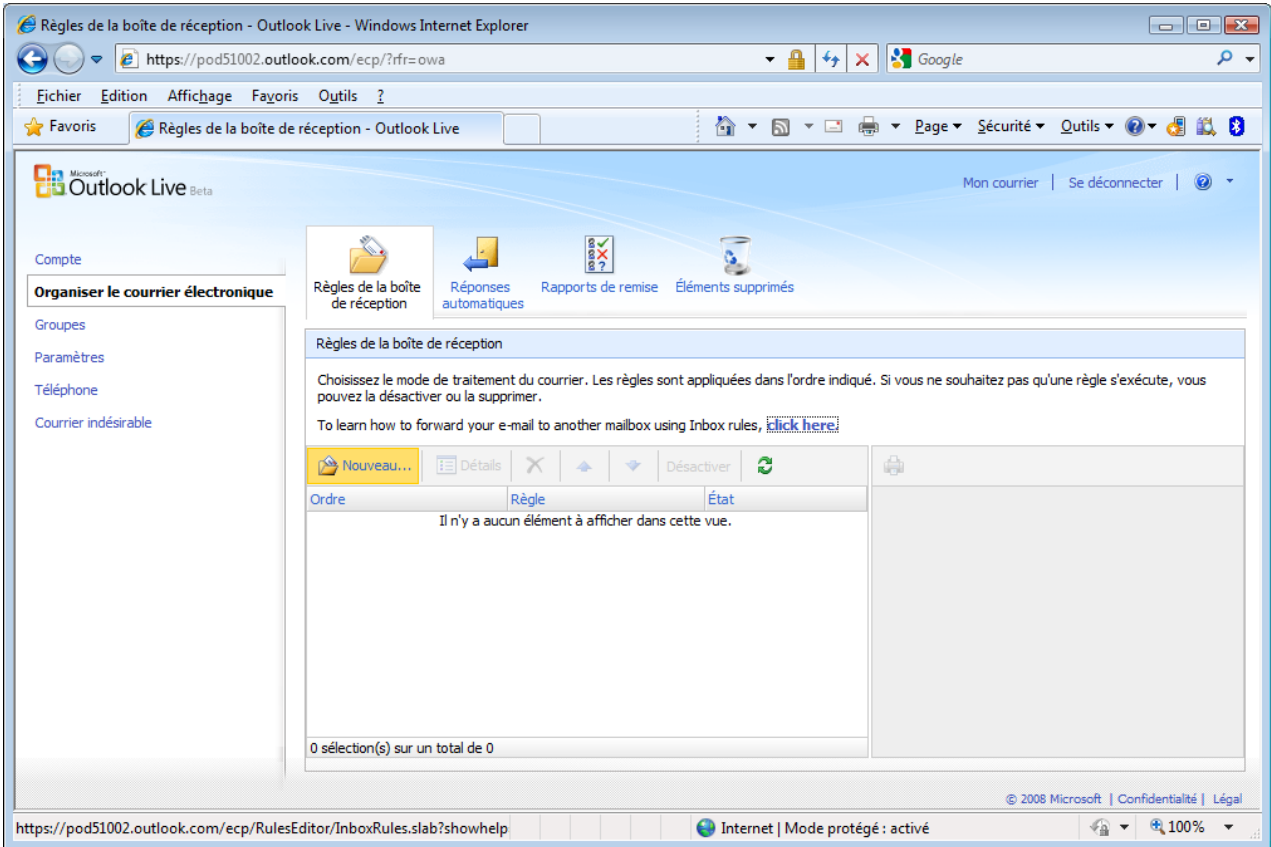 Règles de la boîte de réception - Outlook Live - Windows Internet Explorer
https://pod51002.outlook.com/ecp/?rfr=owa
Google
Fichier Edition Affichage Favoris Outils ?
Favoris
Règles de la boîte de réception - Outlook Live
Page Sécurité Outils
Microsoft
Outlook Live Beta
Mon courrier | Se déconnecter |
Compte
Organiser le courrier électronique
Groupes
Paramètres
Téléphone
Courrier indésirable
Règles de la boîte
de réception
Réponses
automatiques
Rapports de remise
Éléments supprimés
Règles de la boîte de réception
Choisissez le mode de traitement du courrier. Les règles sont appliquées dans l'ordre indiqué. Si vous ne souhaitez pas qu'une règle s'exécute, vous
pouvez la désactiver ou la supprimer.
To learn how to forward your e-mail to another mailbox using Inbox rules, click here.
Nouveau... Détails Désactiver
Ordre Règle État
Il n'y a aucun élément à afficher dans cette vue.
0 sélection(s) sur un total de 0
© 2008 Microsoft | Confidentialité | Légal
https://pod51002.outlook.com/ecp/RulesEditor/InboxRules.slab?showhelp
Internet | Mode protégé : activé
100%